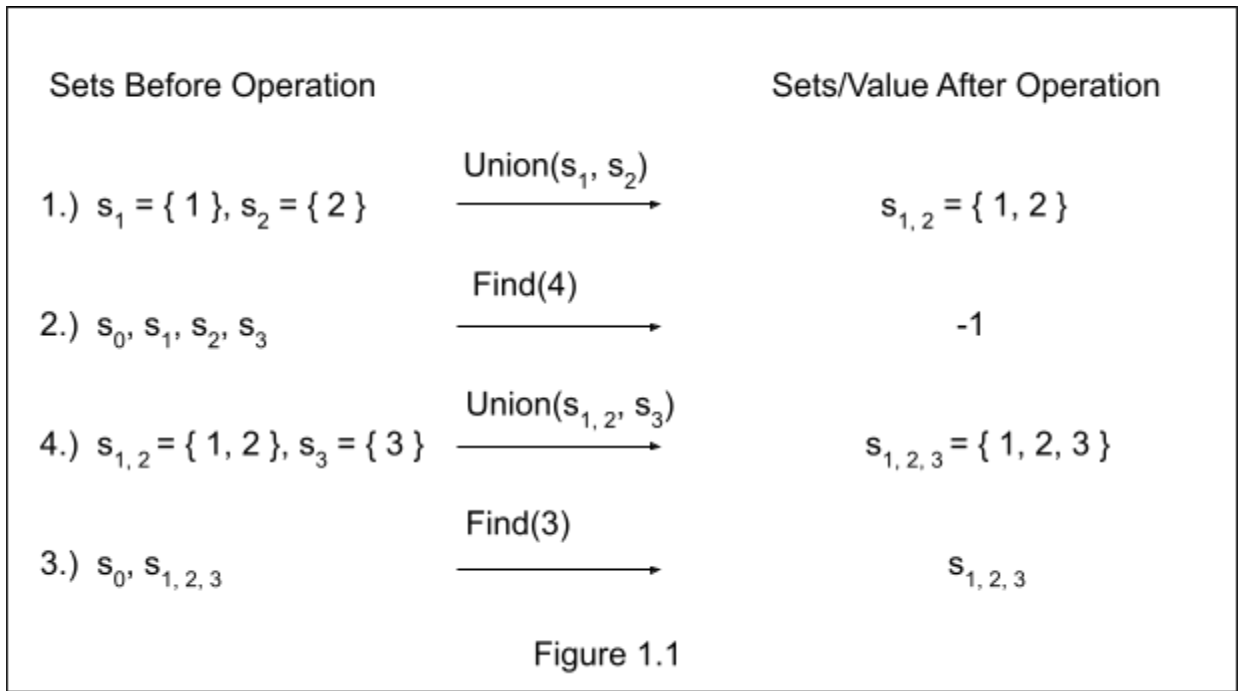 Sets Before Operation Sets/Value After Operation
Union(s₁, s₂)
1.) s₁ = { 1 }, s₂ = { 2 } s₁, ₂ = { 1, 2 }
Find(4)
2.) s₀, s₁, s₂, s₃ -1
Union(s₁, ₂, s₃)
4.) s₁, ₂ = { 1, 2 }, s₃ = { 3 } s₁, ₂, ₃ = { 1, 2, 3 }
Find(3)
3.) s₀, s₁, ₂, ₃ s₁, ₂, ₃
Figure 1.1